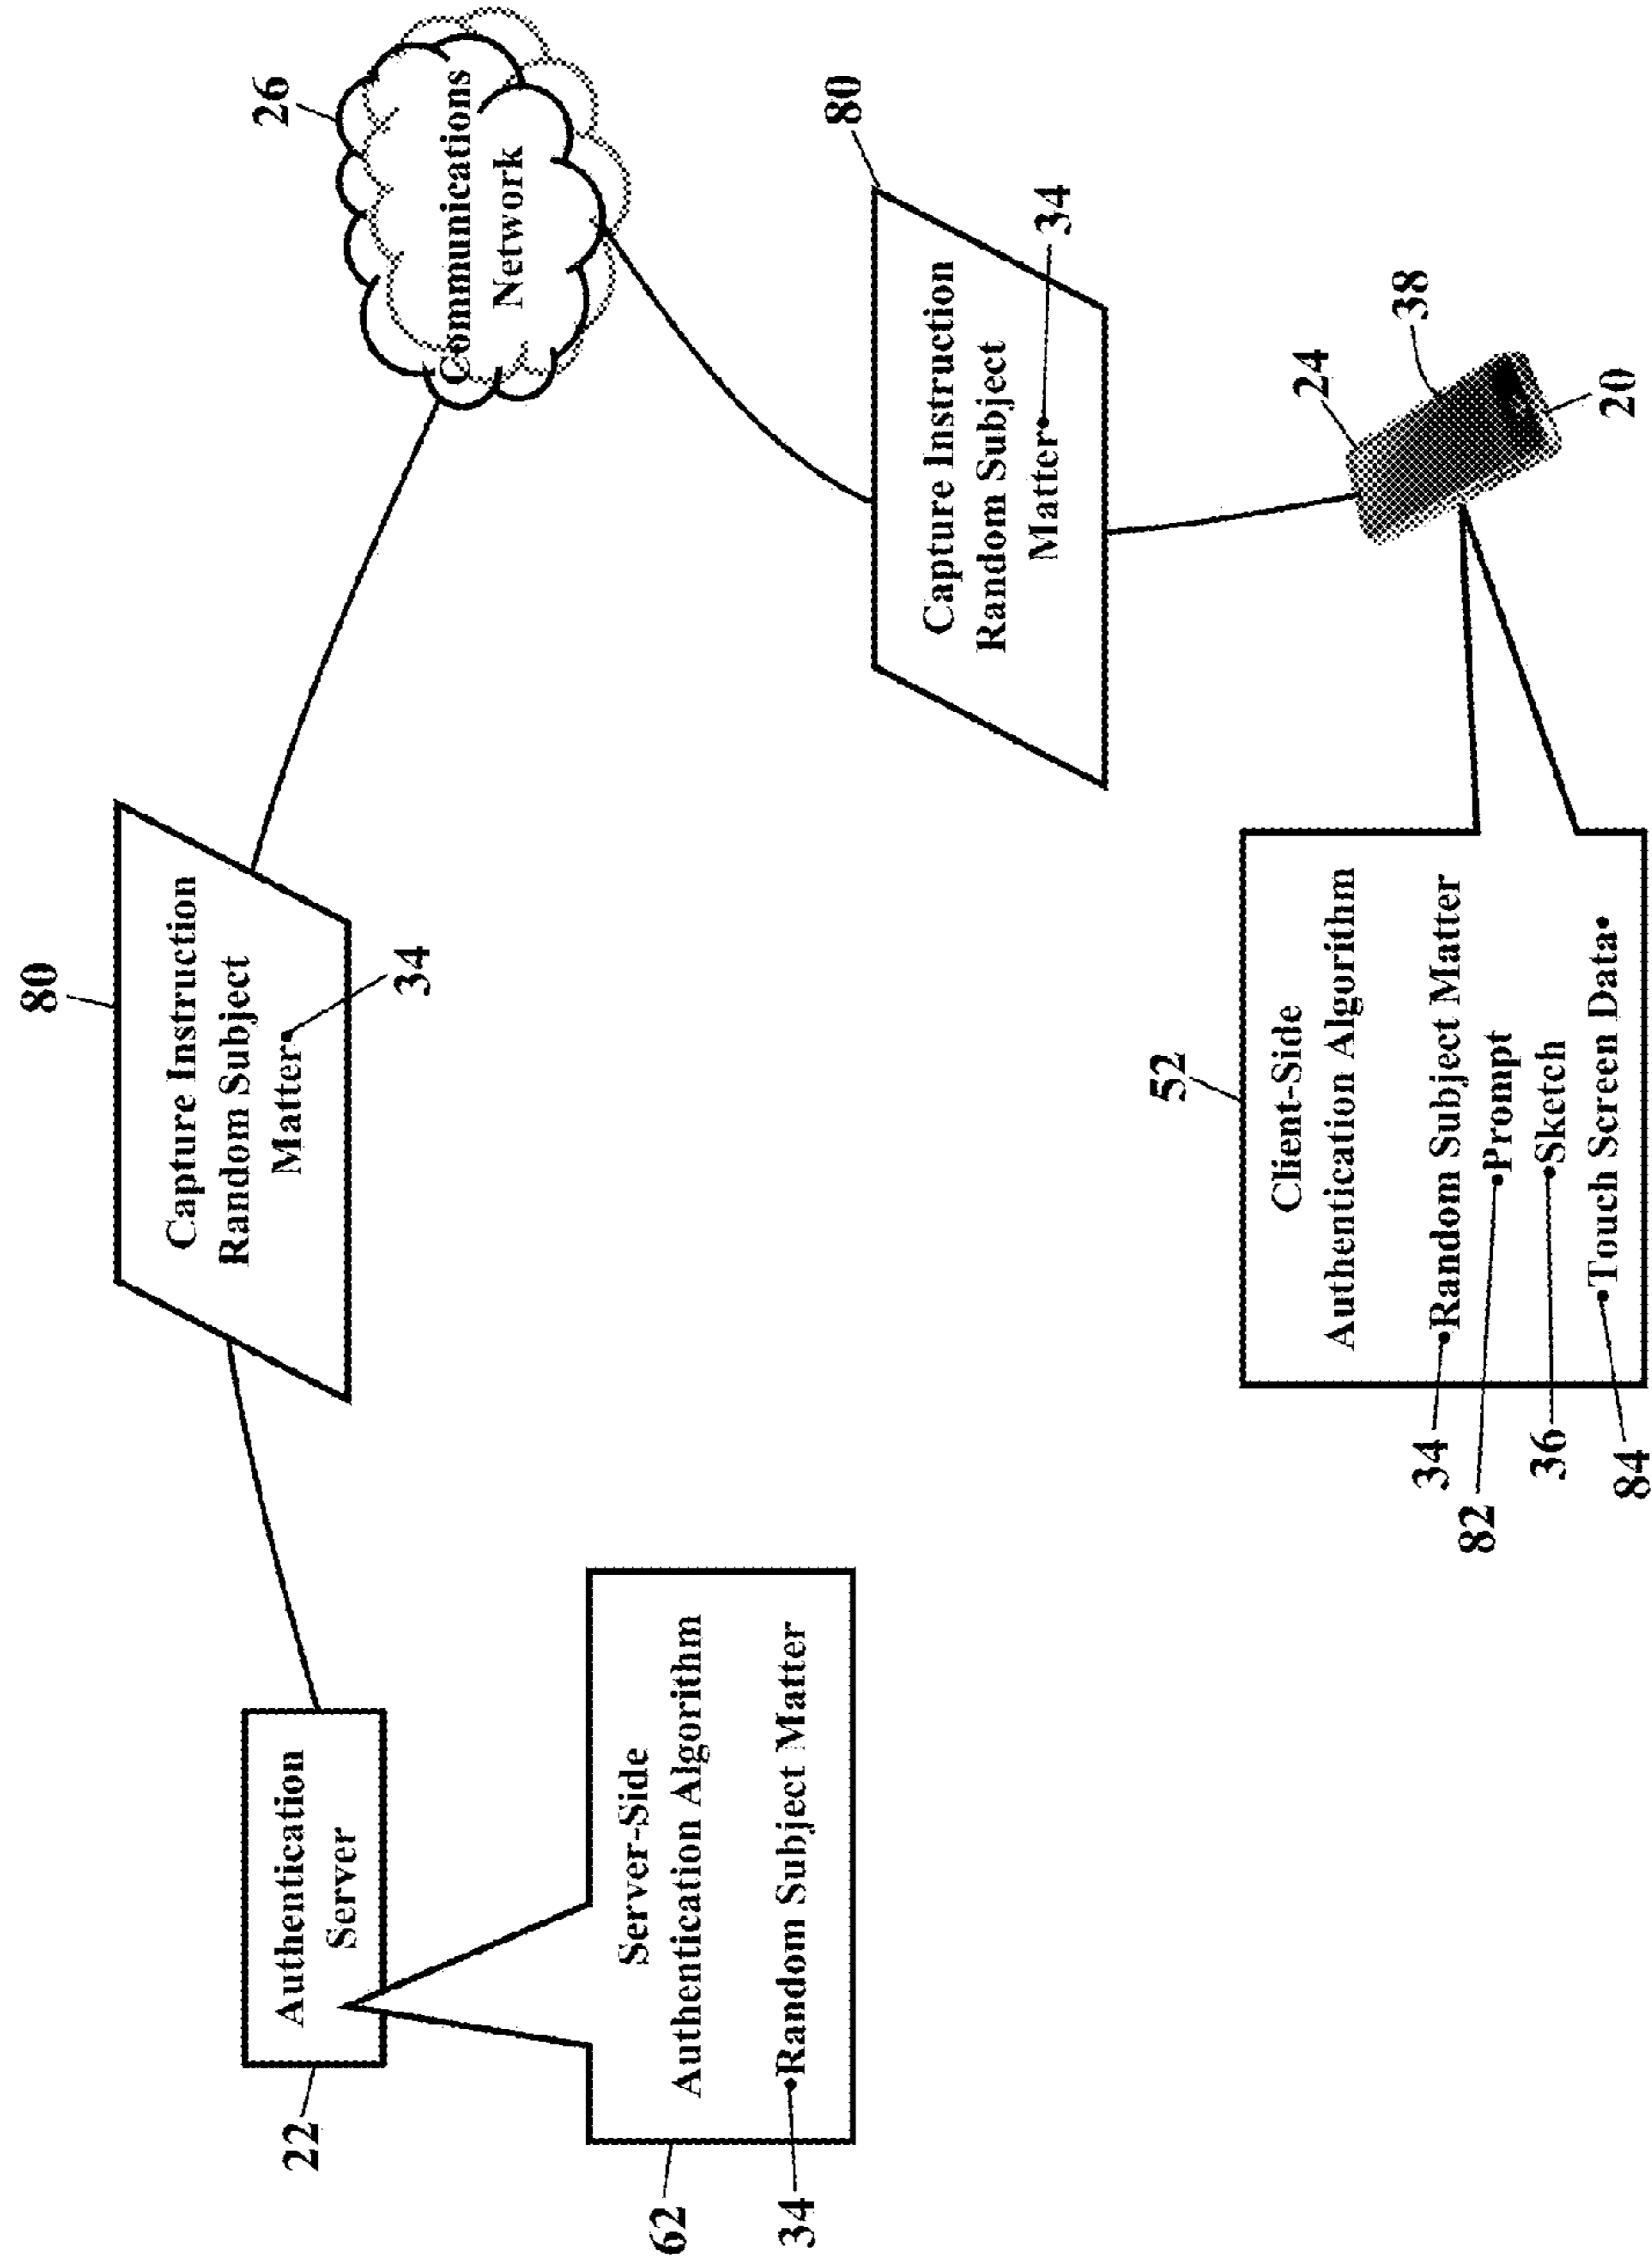 80
Capture Instruction
Random Subject
Matter
34
26
Communications
Network
22
Authentication
Server
62
Server-Side
Authentication Algorithm
34
Random Subject Matter
80
Capture Instruction
Random Subject
Matter
34
24
38
20
52
Client-Side
Authentication Algorithm
34
•Random Subject Matter
82
•Prompt
36
•Sketch
84
•Touch Screen Data•